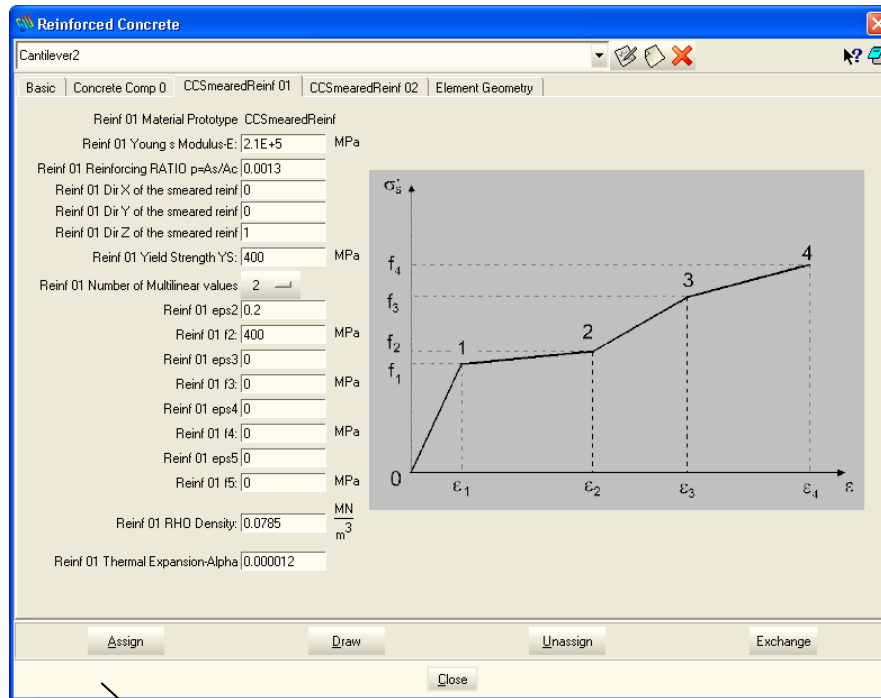 Reinforced Concrete
Cantilever2
Basic Concrete Comp 0 CCSmearedReinf 01 CCSmearedReinf 02 Element Geometry
Reinf 01 Material Prototype CCSmearedReinf
Reinf 01 Young s Modulus-E: 2.1E+5 MPa
Reinf 01 Reinforcing RATIO p=As/Ac 0.0013
Reinf 01 Dir X of the smeared reinf 0
Reinf 01 Dir Y of the smeared reinf 0
Reinf 01 Dir Z of the smeared reinf 1
Reinf 01 Yield Strength YS: 400 MPa
Reinf 01 Number of Multilinear values 2
Reinf 01 eps2 0.2
Reinf 01 f2: 400 MPa
Reinf 01 eps3 0
Reinf 01 f3: 0 MPa
Reinf 01 eps4 0
Reinf 01 f4: 0 MPa
Reinf 01 eps5 0
Reinf 01 f5: 0 MPa
Reinf 01 RHO Density: 0.0785 MN
m3
Reinf 01 Thermal Expansion-Alpha 0.000012
σs
f4
f3
f2
f1
1
2
3
4
0 ε1 ε2 ε3 ε4 ε
Assign Draw Unassign Exchange
Close